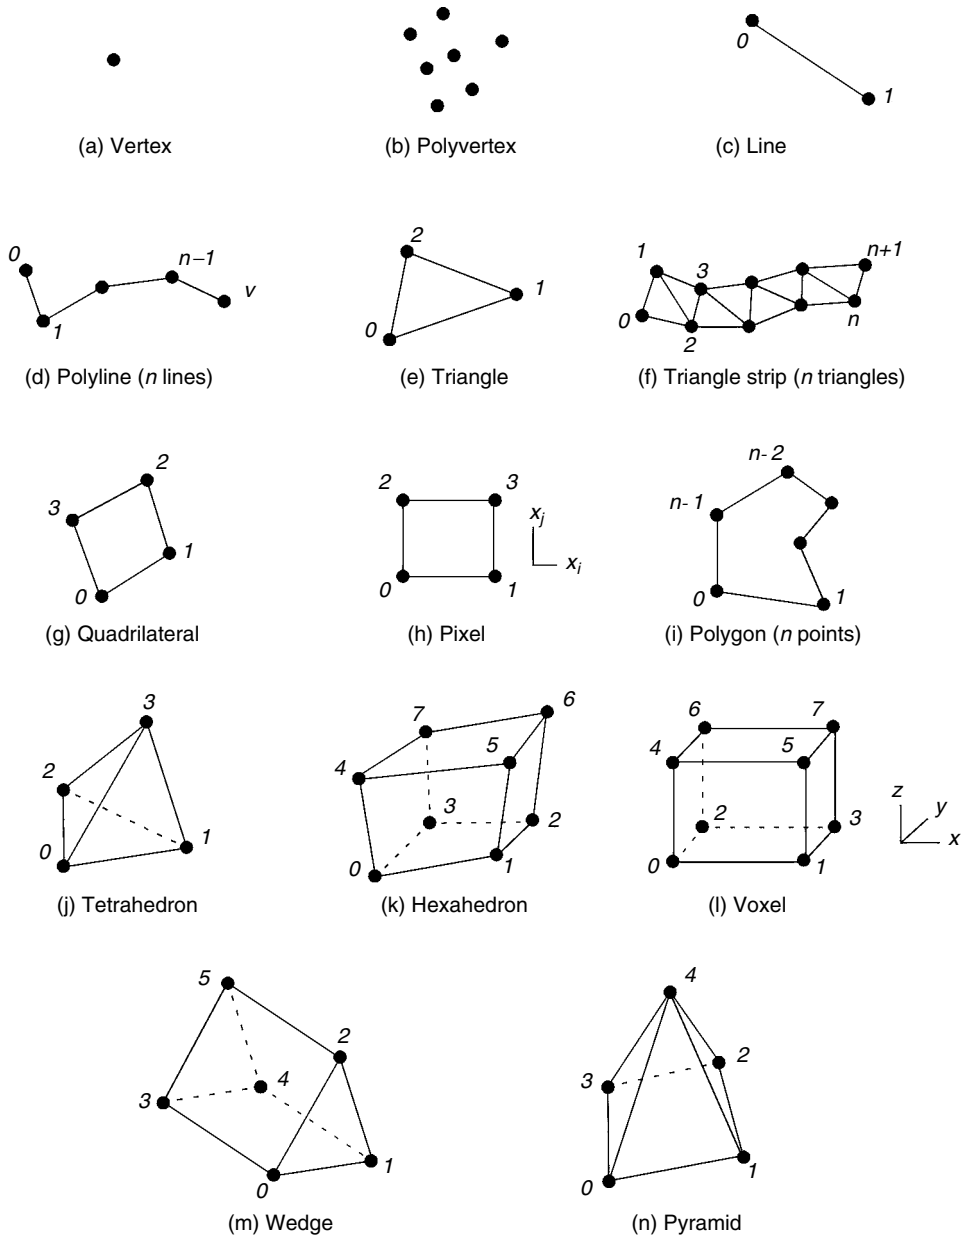 0
1
(a) Vertex
(b) Polyvertex
(c) Line
0
n–1
v
1
2
1
0
1
3
n+1
0
2
n
(d) Polyline (n lines)
(e) Triangle
(f) Triangle strip (n triangles)
2
3
1
0
2
3
0
1
xj
xi
n- 2
n- 1
0
1
(g) Quadrilateral
(h) Pixel
(i) Polygon (n points)
3
2
1
0
7
6
5
4
3
2
1
0
6
7
4
5
2
3
0
1
z
y
x
(j) Tetrahedron
(k) Hexahedron
(l) Voxel
5
2
4
3
1
0
4
2
3
1
0
(m) Wedge
(n) Pyramid